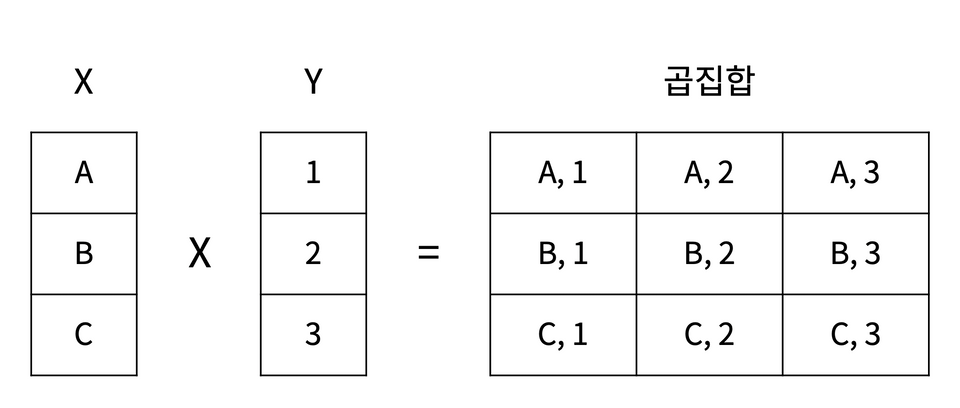 X Y 곱집합
A 1 A, 1 A, 2 A, 3
B X 2 = B, 1 B, 2 B, 3
C 3 C, 1 C, 2 C, 3